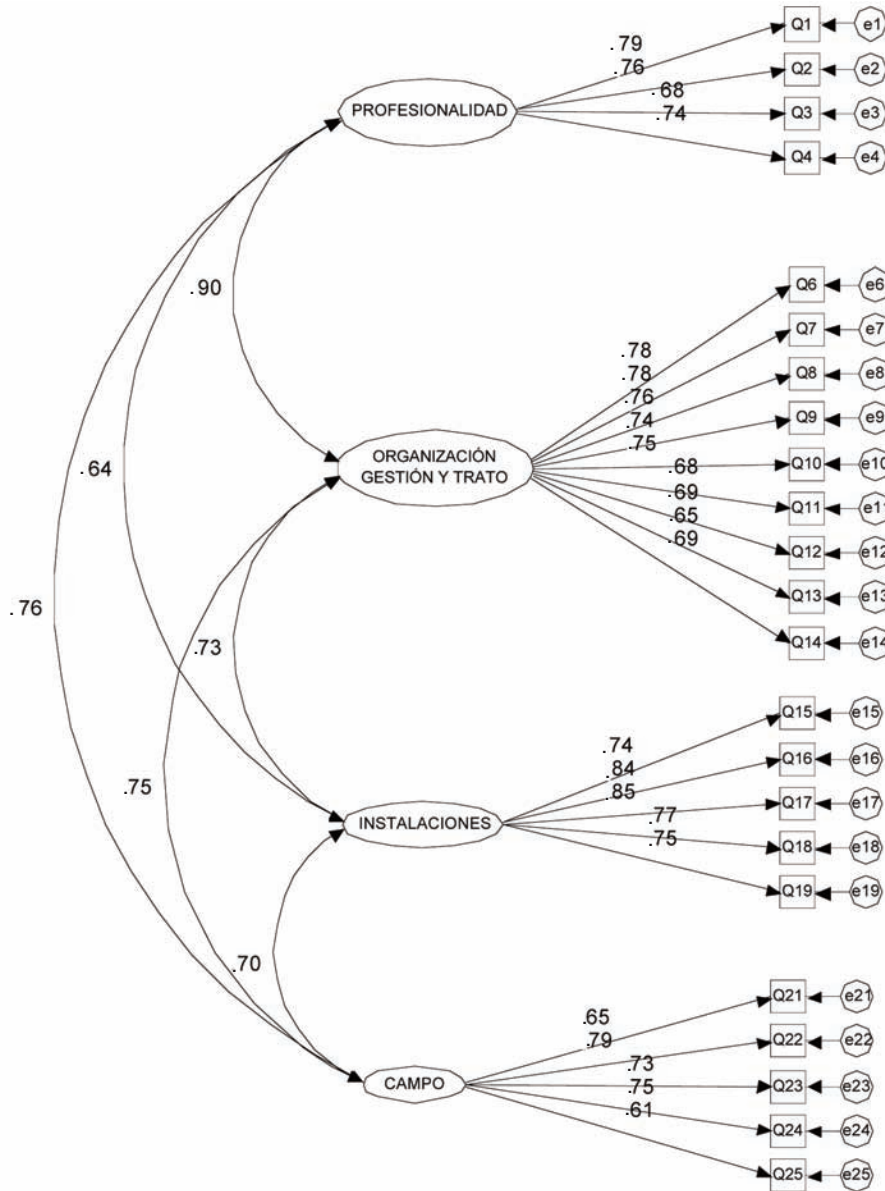 .79
Q1
e1
.76
Q2
e2
.68
Q3
e3
.74
Q4
e4
PROFESIONALIDAD
.90
.78
Q6
e6
.78
Q7
e7
.76
Q8
e8
.74
Q9
e9
.75
Q10
e10
.68
Q11
e11
.69
Q12
e12
.65
Q13
e13
.69
Q14
e14
ORGANIZACIÓN
GESTIÓN Y TRATO
.64
.76
.73
.75
.74
Q15
e15
.84
Q16
e16
.85
Q17
e17
.77
Q18
e18
.75
Q19
e19
INSTALACIONES
.70
.65
Q21
e21
.79
Q22
e22
.73
Q23
e23
.75
Q24
e24
.61
Q25
e25
CAMPO